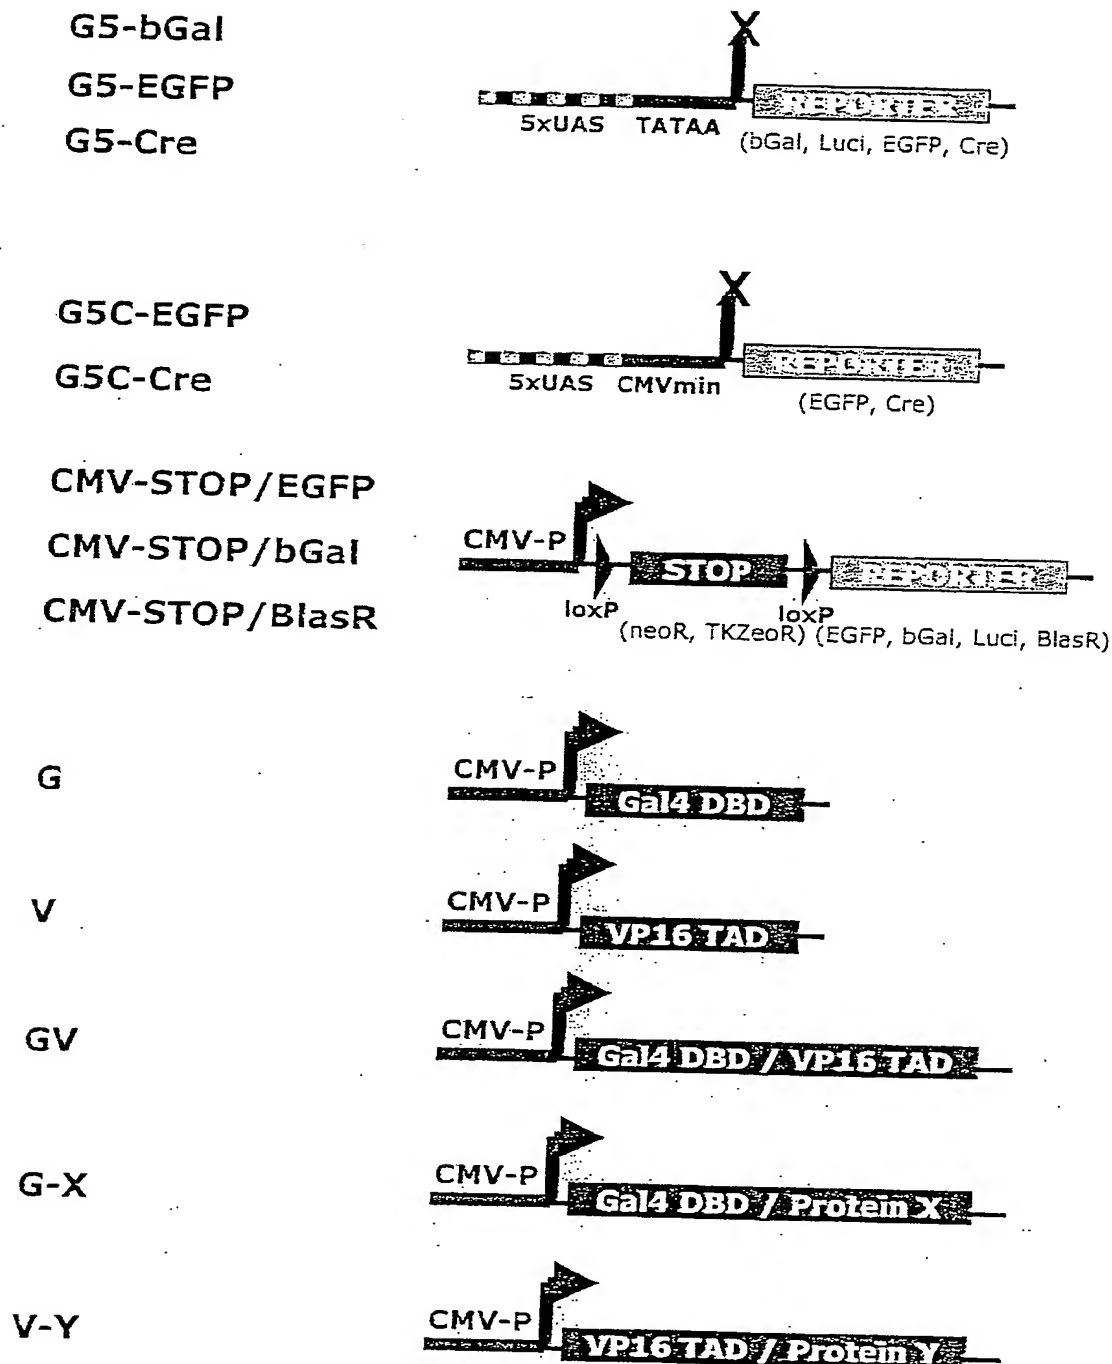 G5-bGal
G5-EGFP
G5-Cre
X
REPORTER
5xUAS TATAA
(bGal, Luci, EGFP, Cre)
G5C-EGFP
G5C-Cre
X
REPORTER
5xUAS CMVmin
(EGFP, Cre)
CMV-STOP/EGFP
CMV-STOP/bGal
CMV-STOP/BlasR
CMV-P
STOP
REPORTER
loxP
loxP
(neoR, TKZeoR) (EGFP, bGal, Luci, BlasR)
G
CMV-P
Gal4 DBD
V
CMV-P
VP16 TAD
GV
CMV-P
Gal4 DBD / VP16 TAD
G-X
CMV-P
Gal4 DBD / Protein X
V-Y
CMV-P
VP16 TAD / Protein Y